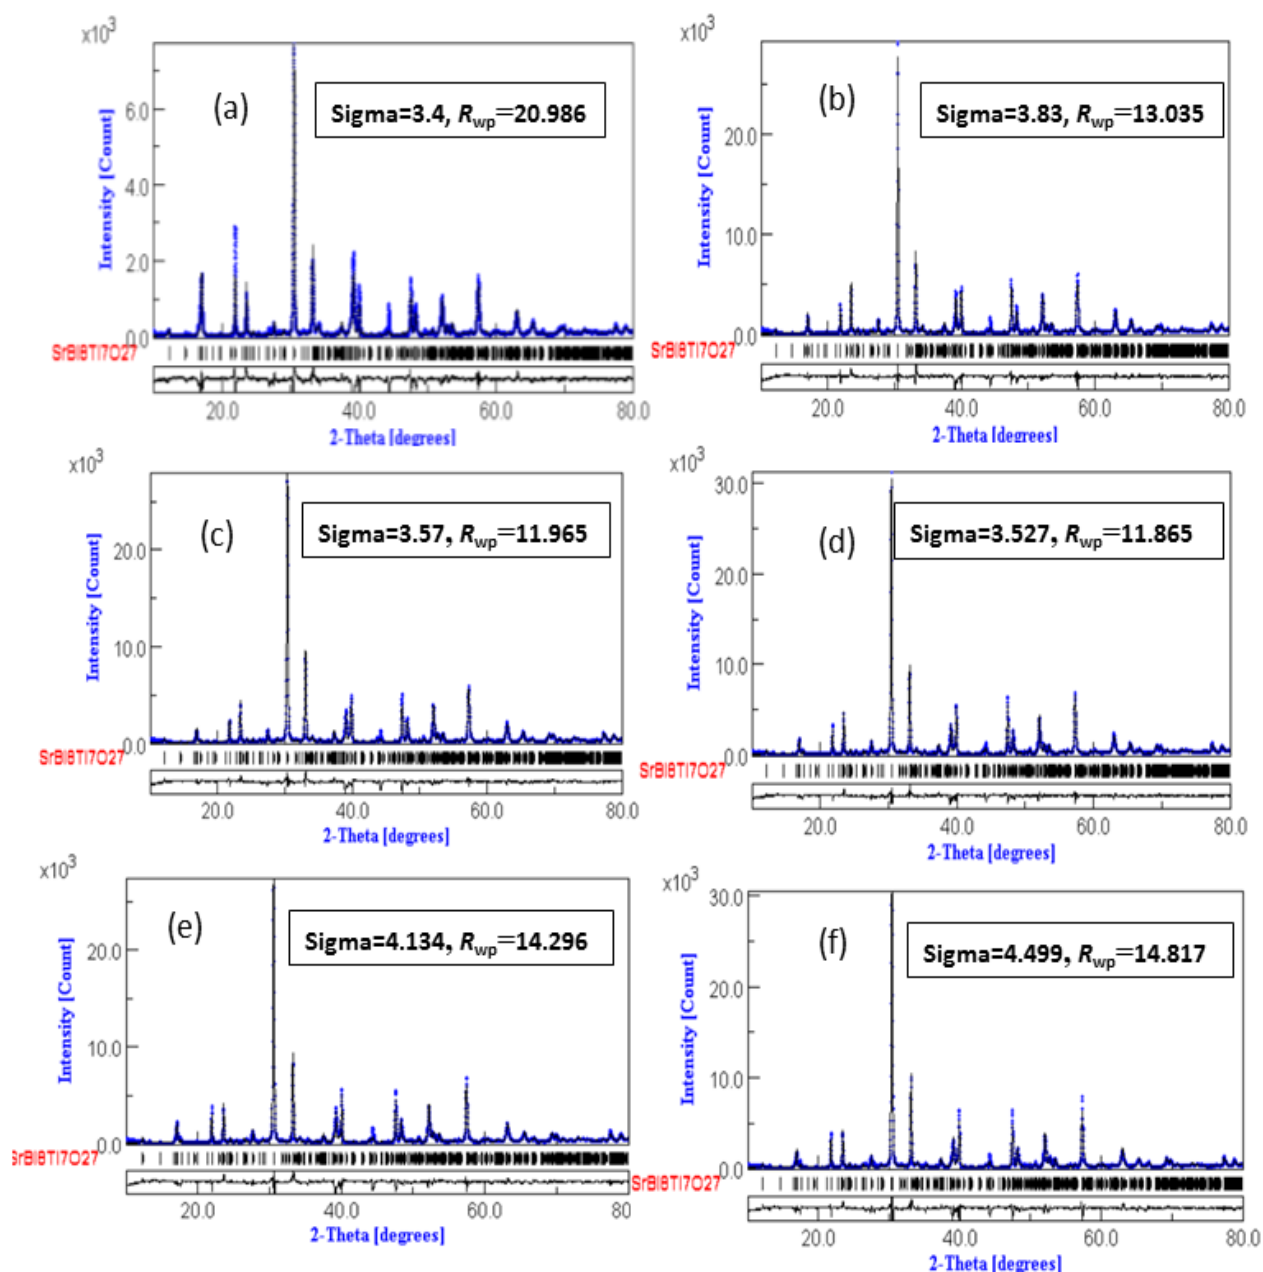 x10³
(a)
Sigma=3.4, Rwp=20.986
6.0
4.0
2.0
0.0
Intensity [Count]
SrBi8Ti7O27
20.0 40.0 60.0 80.0
2-Theta [degrees]
x10³
(b)
Sigma=3.83, Rwp=13.035
20.0
10.0
0.0
Intensity [Count]
SrBi8Ti7O27
20.0 40.0 60.0 80.0
2-Theta [degrees]
x10³
(c)
Sigma=3.57, Rwp=11.965
20.0
10.0
0.0
Intensity [Count]
SrBi8Ti7O27
20.0 40.0 60.0 80.0
2-Theta [degrees]
x10³
(d)
Sigma=3.527, Rwp=11.865
30.0
20.0
10.0
0.0
Intensity [Count]
SrBi8Ti7O27
20.0 40.0 60.0 80.0
2-Theta [degrees]
x10³
(e)
Sigma=4.134, Rwp=14.296
20.0
10.0
0.0
Intensity [Count]
SrBi8Ti7O27
20.0 40.0 60.0 80
2-Theta [degrees]
x10³
(f)
Sigma=4.499, Rwp=14.817
30.0
20.0
10.0
0.0
Intensity [Count]
SrBi8Ti7O27
20.0 40.0 60.0 80.0
2-Theta [degrees]